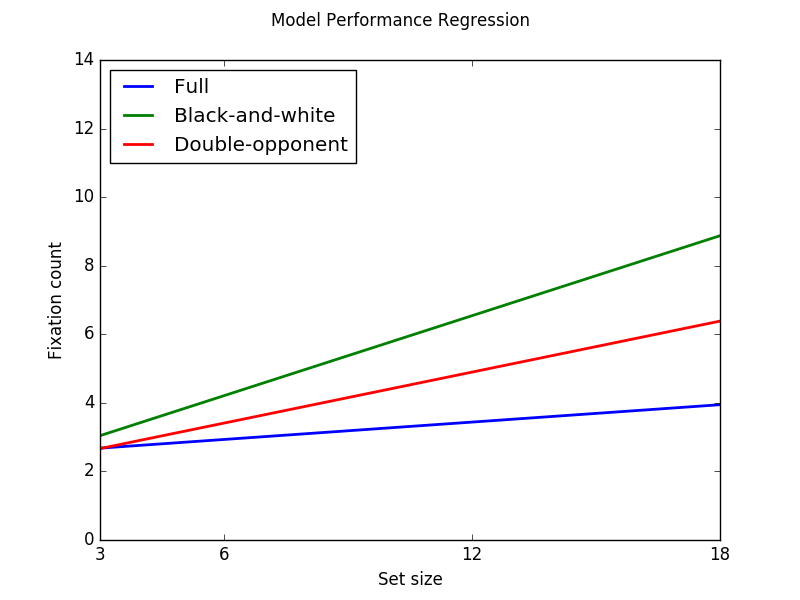 Model Performance Regression
14
12
10
8
6
4
2
0
Fixation count
Full
Black-and-white
Double-opponent
3
6
12
18
Set size